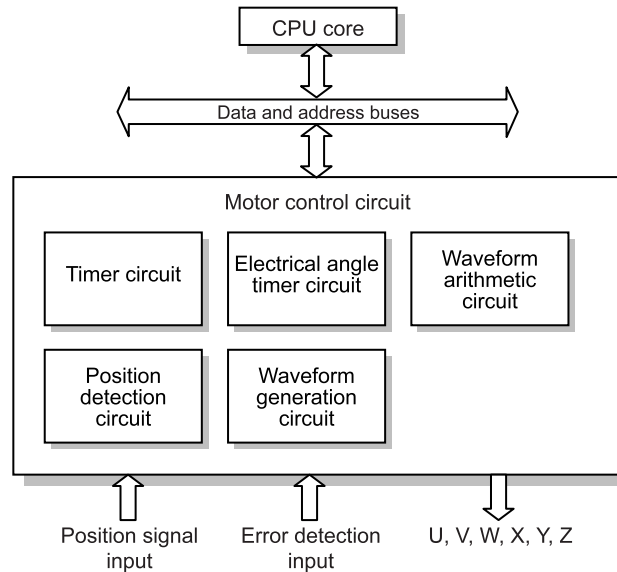 CPU core
Data and address buses
Motor control circuit
Timer circuit
Electrical angle
timer circuit
Waveform
arithmetic
circuit
Position
detection
circuit
Waveform
generation
circuit
Position signal
input
Error detection
input
U, V, W, X, Y, Z